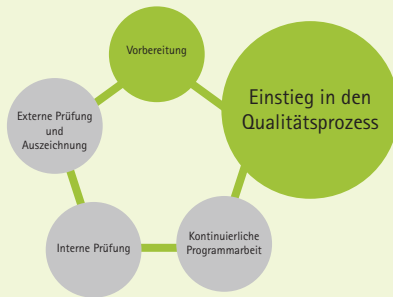 Vorbereitung
Einstieg in den
Qualitätsprozess
Externe Prüfung
und
Auszeichnung
Kontinuierliche
Programmarbeit
Interne Prüfung